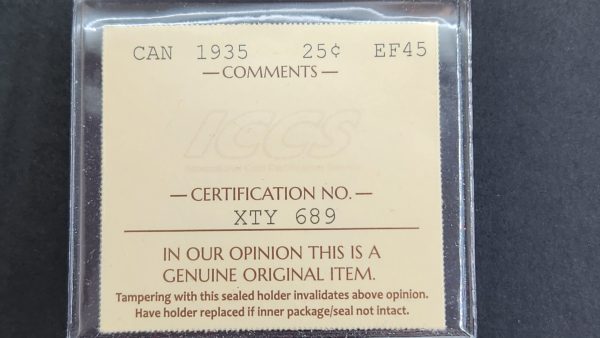 CAN 1935 25¢ EF45
—COMMENTS—
ICCS
—CERTIFICATION NO.—
XTY 689
IN OUR OPINION THIS IS A
GENUINE ORIGINAL ITEM.
Tampering with this sealed holder invalidates above opinion.
Have holder replaced if inner package/seal not intact.